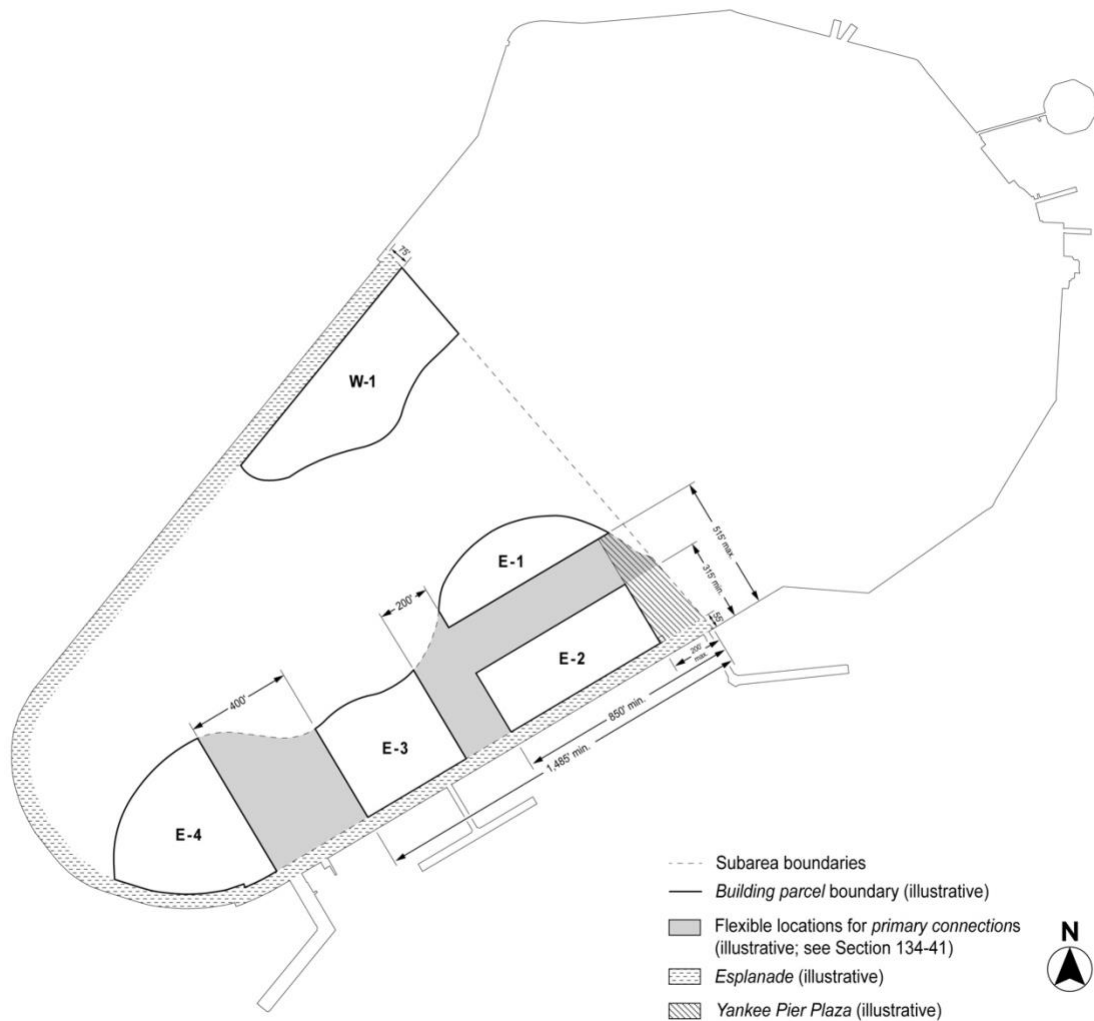 75'
W-1
515' max.
E-1
315' min.
200'
55'
E-2
200'
max.
400'
850' min.
E-3
1,485' min.
E-4
Subarea boundaries
Building parcel boundary (illustrative)
Flexible locations for primary connections
(illustrative; see Section 134-41)
Esplanade (illustrative)
Yankee Pier Plaza (illustrative)
N